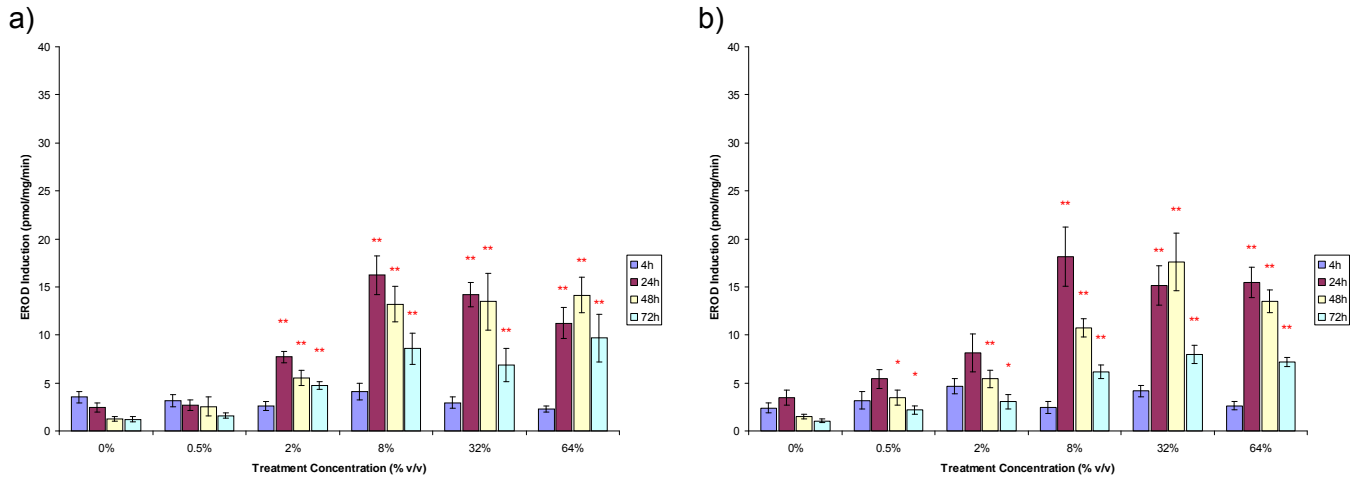 a)
40
35
30
25
20
15
10
5
0
EROD Induction (pmol/mg/min)
** ** **
** ** **
** ** **
** ** **
0% 0.5% 2% 8% 32% 64%
Treatment Concentration (% v/v)
4h
24h
48h
72h
b)
40
35
30
25
20
15
10
5
0
EROD Induction (pmol/mg/min)
* *
** *
** ** **
** ** **
** ** **
0% 0.5% 2% 8% 32% 64%
Treatment Concentration (% v/v)
4h
24h
48h
72h